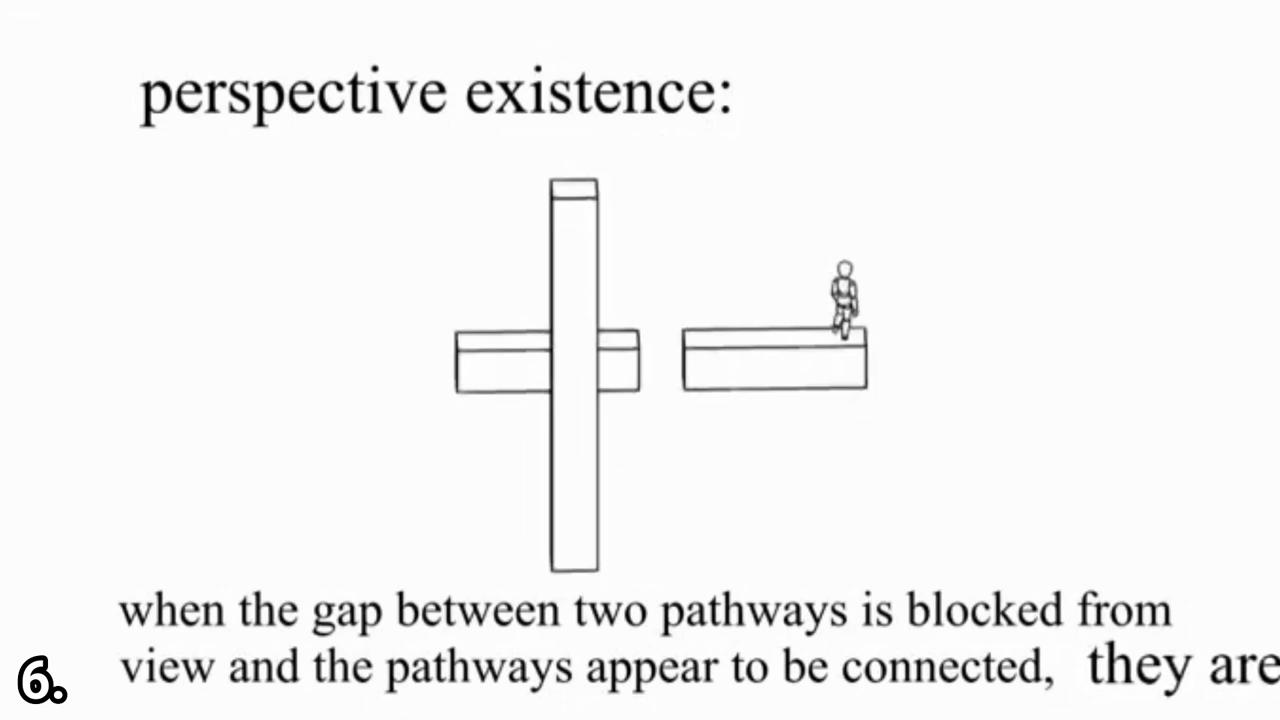 perspective existence:
when the gap between two pathways is blocked from
view and the pathways appear to be connected, they are
6.